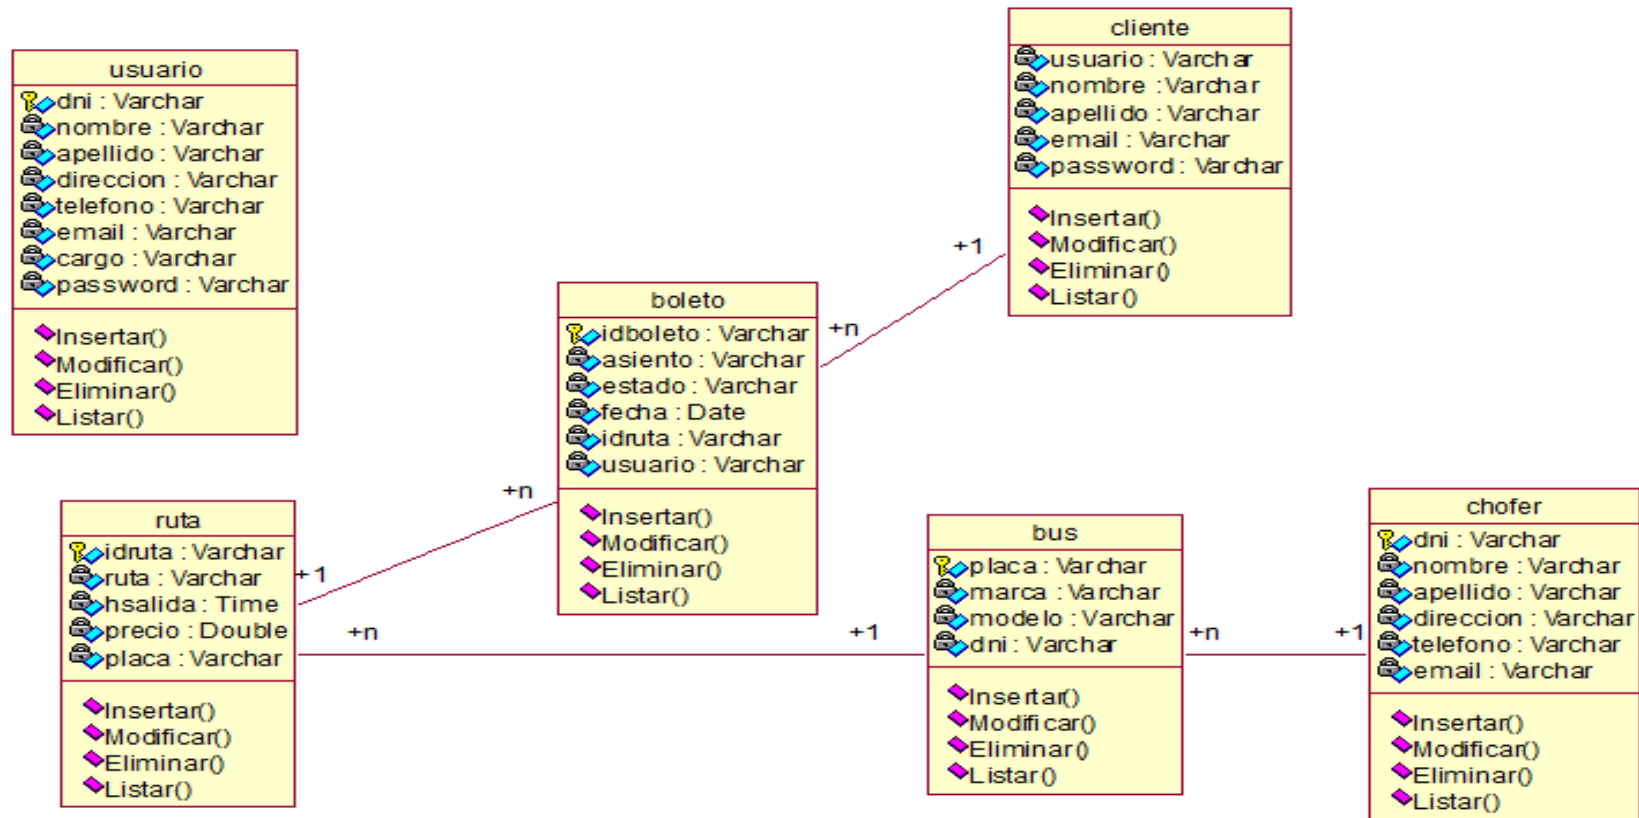 usuario
dni : Varchar
nombre : Varchar
apellido : Varchar
direccion : Varchar
telefono : Varchar
email : Varchar
cargo : Varchar
password : Varchar
Insertar()
Modificar()
Eliminar()
Listar()
cliente
usuario : Varchar
nombre : Varchar
apellido : Varchar
email : Varchar
password : Varchar
Insertar()
Modificar()
Eliminar()
Listar()
+1
+n
boleto
idboleto : Varchar
asiento : Varchar
estado : Varchar
fecha : Date
idruta : Varchar
usuario : Varchar
Insertar()
Modificar()
Eliminar()
Listar()
+n
+1
ruta
idruta : Varchar
ruta : Varchar
hsalida : Time
precio : Double
placa : Varchar
Insertar()
Modificar()
Eliminar()
Listar()
+n
+1
bus
placa : Varchar
marca : Varchar
modelo : Varchar
dni : Varchar
Insertar()
Modificar()
Eliminar()
Listar()
+n
+1
chofer
dni : Varchar
nombre : Varchar
apellido : Varchar
direccion : Varchar
telefono : Varchar
email : Varchar
Insertar()
Modificar()
Eliminar()
Listar()